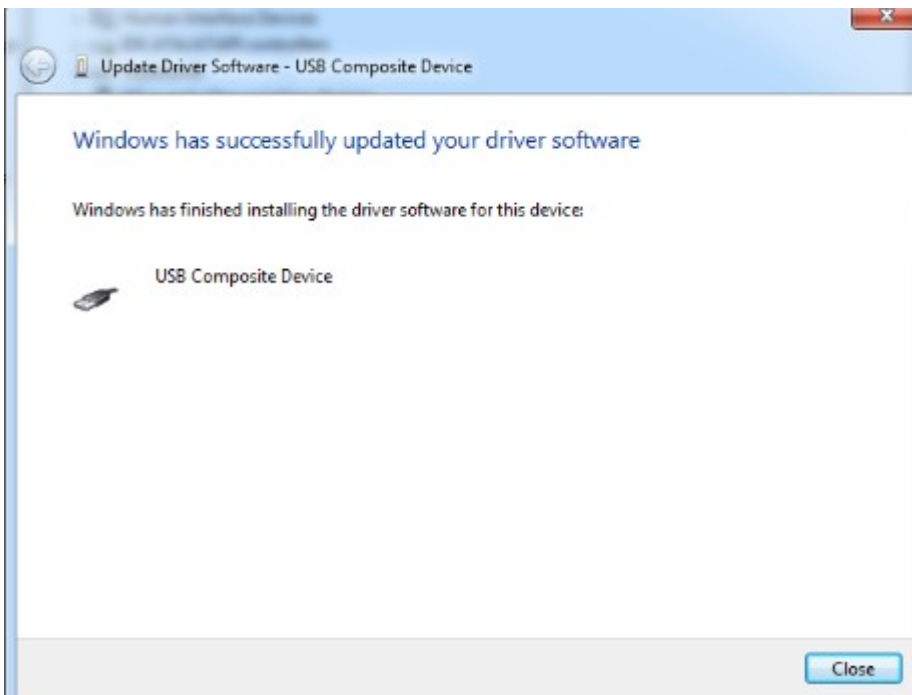 Update Driver Software - USB Composite Device
Windows has successfully updated your driver software
Windows has finished installing the driver software for this device:
USB Composite Device
Close